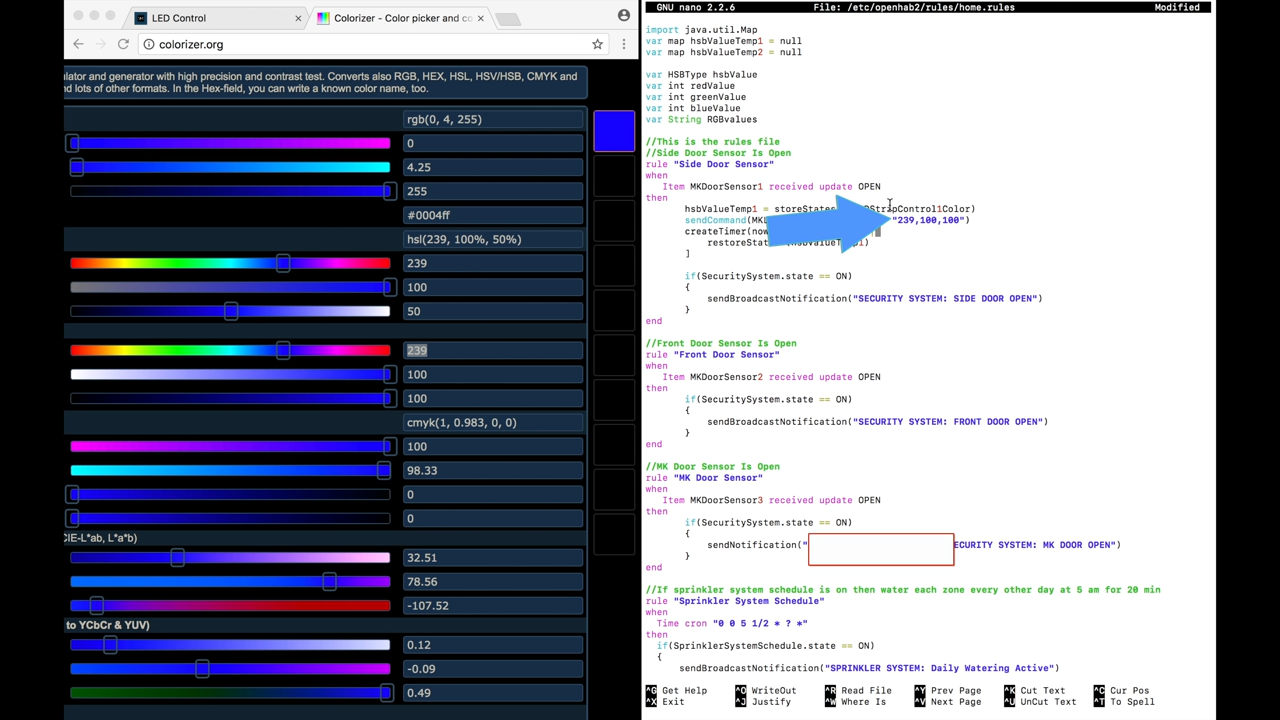 LED Control
Colorizer - Color picker and co
colorizer.org
lator and generator with high precision and contrast test. Converts also RGB, HEX, HSL, HSV/HSB, CMYK and
nd lots of other formats. In the Hex-field, you can write a known color name, too.
rgb(0, 4, 255)
0
4.25
255
#0004ff
hsl(239, 100%, 50%)
239
100
50
239
100
100
cmyk(1, 0.983, 0, 0)
100
98.33
0
0
CIE-L*ab, L*a*b)
32.51
78.56
-107.52
to YCbCr & YUV)
0.12
-0.09
0.49
GNU nano 2.2.6 File: /etc/openhab2/rules/home.rules Modified
import java.util.Map
var map hsbValueTemp1 = null
var map hsbValueTemp2 = null
var HSBType hsbValue
var int redValue
var int greenValue
var int blueValue
var String RGBvalues
//This is the rules file
//Side Door Sensor Is Open
rule "Side Door Sensor"
when
Item MKDoorSensor1 received update OPEN
then
hsbValueTemp1 = storeStates Control1Color)
sendCommand( "239,100,100")
createTimer(now
]
if(SecuritySystem.state == ON)
{
sendBroadcastNotification("SECURITY SYSTEM: SIDE DOOR OPEN")
}
end
//Front Door Sensor Is Open
rule "Front Door Sensor"
when
Item MKDoorSensor2 received update OPEN
then
if(SecuritySystem.state == ON)
{
sendBroadcastNotification("SECURITY SYSTEM: FRONT DOOR OPEN")
}
end
//MK Door Sensor Is Open
rule "MK Door Sensor"
when
Item MKDoorSensor3 received update OPEN
then
if(SecuritySystem.state == ON)
{
sendNotification(" ECURITY SYSTEM: MK DOOR OPEN")
}
end
//If sprinkler system schedule is on then water each zone every other day at 5 am for 20 min
rule "Sprinkler System Schedule"
when
Time cron "0 0 5 1/2 * ? *"
then
if(SprinklerSystemSchedule.state == ON)
{
sendBroadcastNotification("SPRINKLER SYSTEM: Daily Watering Active")
^G Get Help ^O WriteOut ^R Read File ^Y Prev Page ^K Cut Text ^C Cur Pos
^X Exit ^J Justify ^W Where Is ^V Next Page ^U UnCut Text ^T To Spell